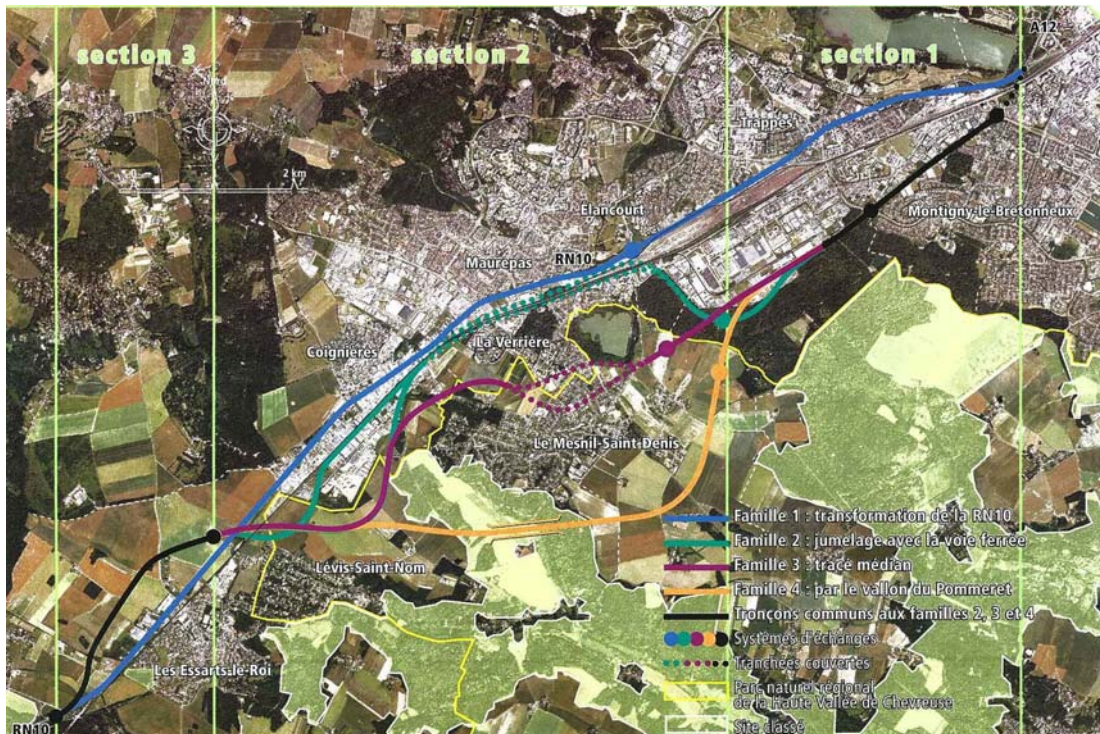 section 3
section 2
section 1
A12
Nord
2 km
0
Trappes
Elancourt
Montigny-le-Bretonneux
Maurepas
RN10
La Verrière
Coignières
Le Mesnil-Saint-Denis
Lévis-Saint-Nom
Les Essarts-le-Roi
RN10
Famille 1 : transformation de la RN10
Famille 2 : jumelage avec la voie ferrée
Famille 3 : tracé médian
Famille 4 : par le vallon du Pommeret
Tronçons communs aux familles 2, 3 et 4
Systèmes d'échanges
Tranchées couvertes
Parc naturel régional
de la Haute Vallée de Chevreuse
Site classé